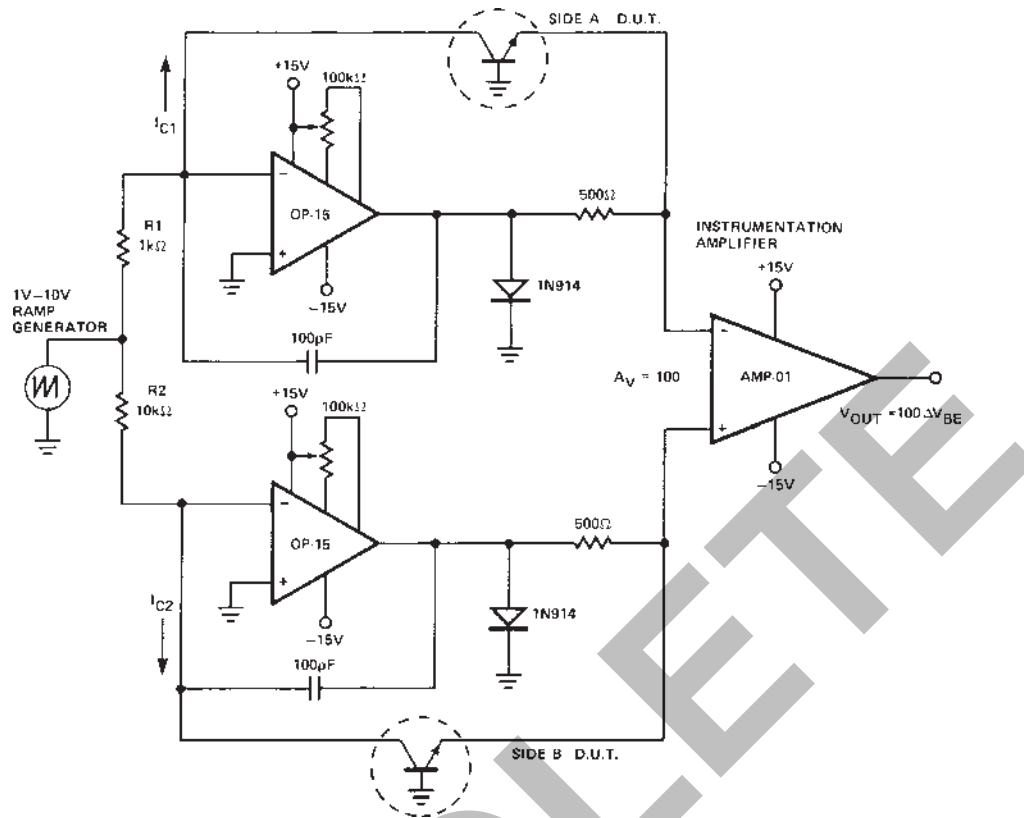 SIDE A D.U.T.
+15V
100kΩ
IC1
−
OP-15
+
−15V
500Ω
R1
1kΩ
1V–10V
RAMP
GENERATOR
1N914
100pF
INSTRUMENTATION
AMPLIFIER
+15V
−
AV = 100
AMP-01
VOUT = 100 ΔVBE
+
−15V
R2
10kΩ
+15V
100kΩ
−
OP-15
+
−15V
500Ω
IC2
1N914
100pF
SIDE B D.U.T.
LETE